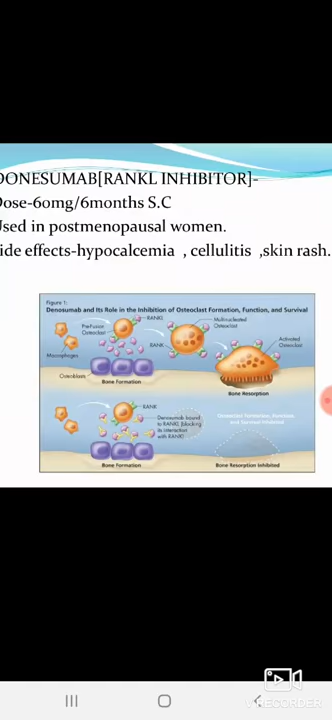 DONESUMAB[RANKL INHIBITOR]-
Dose-60mg/6months S.C
Used in postmenopausal women.
ide effects-hypocalcemia , cellulitis ,skin rash.
Figure 1:
Denosumab and Its Role in the Inhibition of Osteoclast Formation, Function, and Survival
RANKL
Prefusion
Osteoclast
Multinucleated
Osteoclast
RANK
Activated
Osteoclast
Macrophages
Osteoblasts
Bone Formation
Bone Resorption
RANK
Denosumab bound
to RANKL (blocking
its interaction
with RANK)
Osteoclast Formation, Function,
and Survival Inhibited
Bone Formation
Bone Resorption Inhibited
V RECORDER